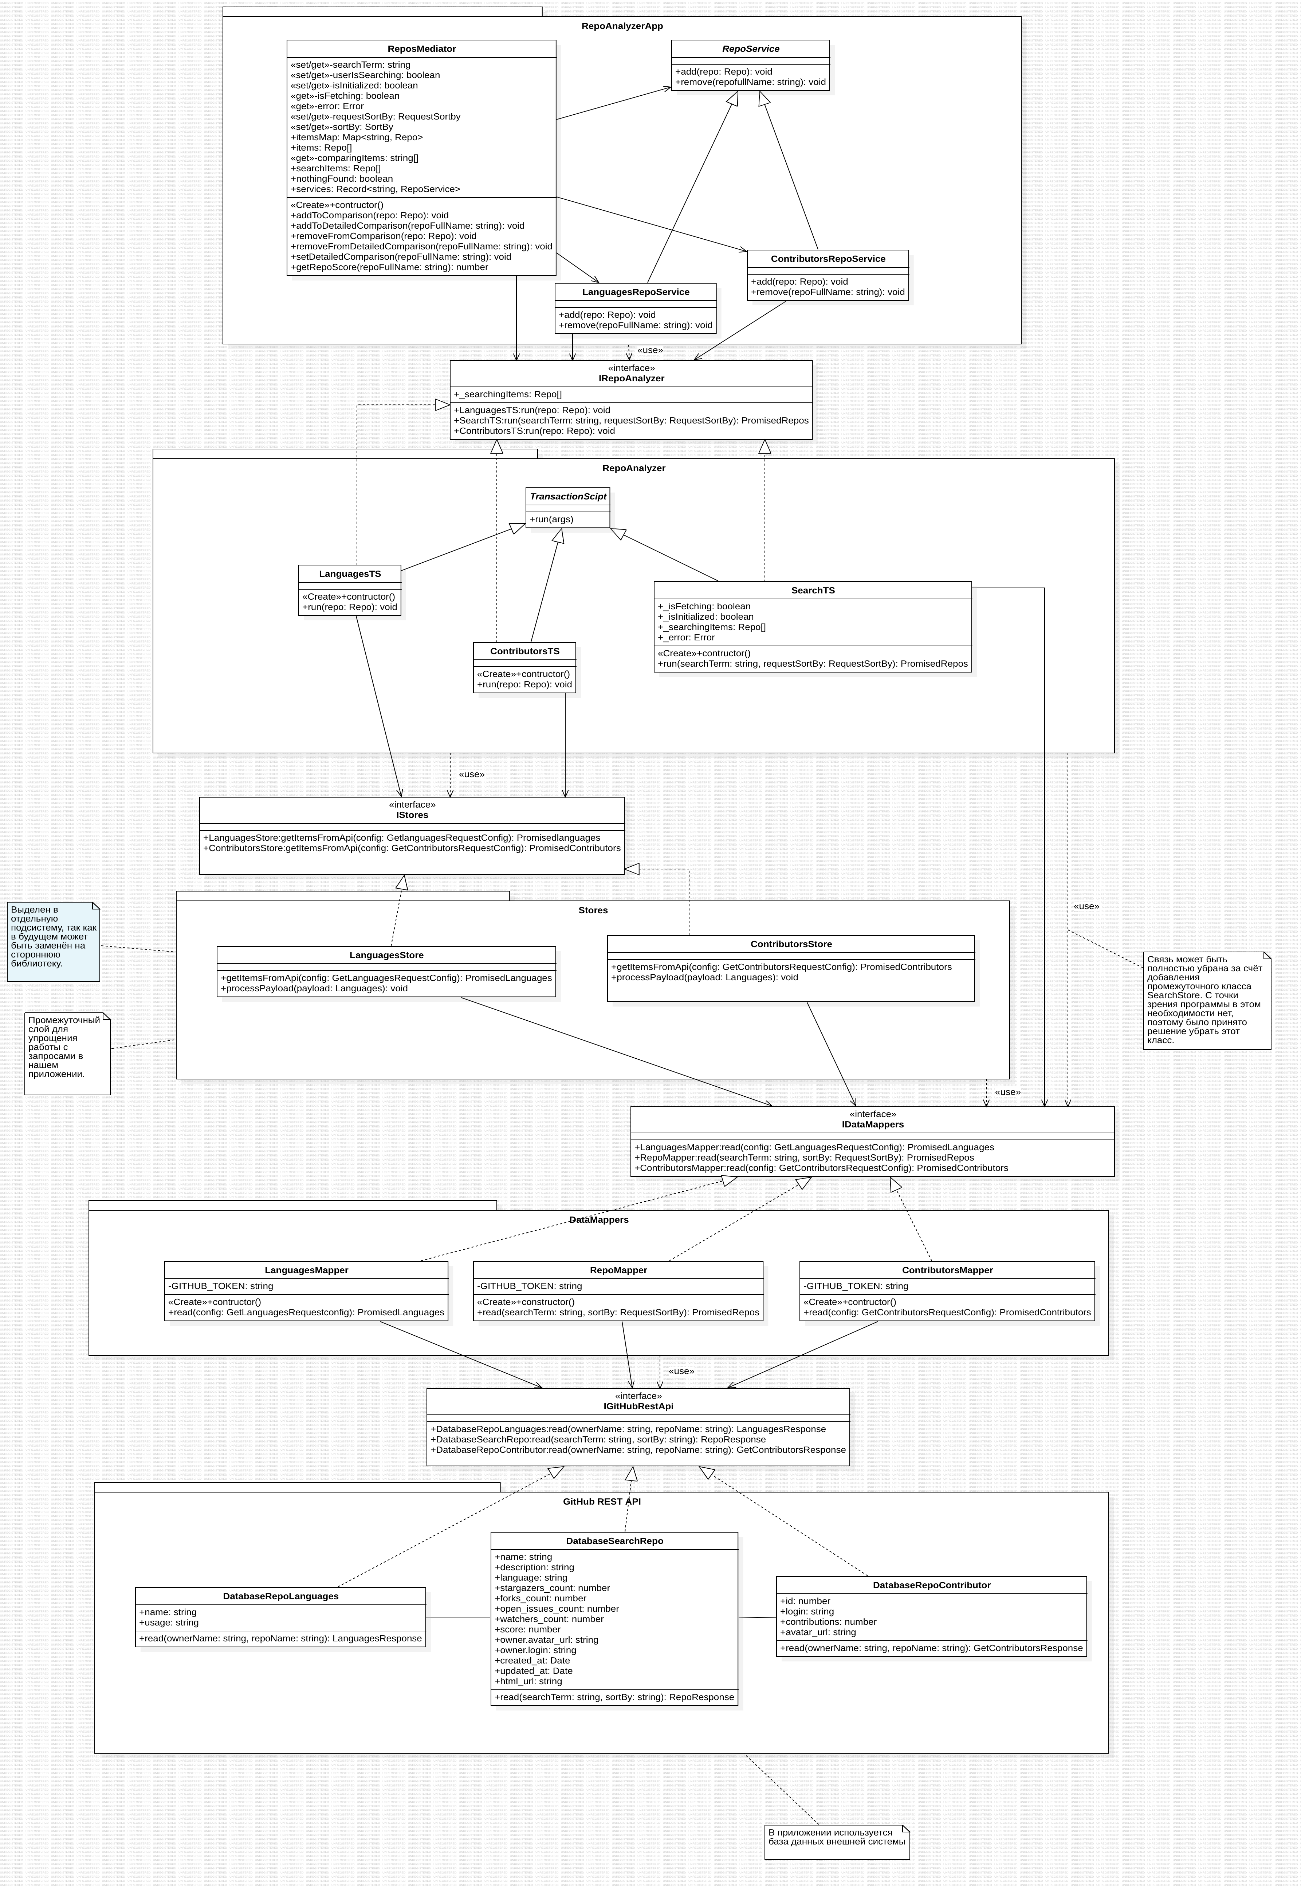 RepoAnalyzerApp
ReposMediator
«set/get»-searchTerm: string
«set/get»-userIsSearching: boolean
«set/get»-isInitialized: boolean
«get»-isFetching: boolean
«get»-error: Error
«set/get»-requestSortBy: RequestSortby
«set/get»-sortBy: SortBy
+itemsMap: Map<string, Repo>
+items: Repo[]
«get»-comparingItems: string[]
+searchItems: Repo[]
+nothingFound: boolean
+services: Record<string, RepoService>
«Create»+contructor()
+addToComparison(repo: Repo): void
+addToDetailedComparison(repoFullName: string): void
+removeFromComparison(repo: Repo): void
+removeFromDetailedComparison(repoFullName: string): void
+setDetailedComparison(repoFullName: string): void
+getRepoScore(repoFullName: string): number
RepoService
+add(repo: Repo): void
+remove(repofullName: string): void
ContributorsRepoService
+add(repo: Repo): void
+remove(repoFullName: string): void
LanguagesRepoService
+add(repo: Repo): void
+remove(repoFullName: string): void
«use»
«interface»
IRepoAnalyzer
+_searchingItems: Repo[]
+LanguagesTS:run(repo: Repo): void
+SearchTS:run(searchTerm: string, requestSortBy: RequestSortBy): PromisedRepos
+ContributorsTS:run(repo: Repo): void
RepoAnalyzer
TransactionScipt
+run(args)
LanguagesTS
«Create»+contructor()
+run(repo: Repo): void
SearchTS
+_isFetching: boolean
+_isInitialized: boolean
+_searchingItems: Repo[]
+_error: Error
«Create»+contructor()
+run(searchTerm: string, requestSortBy: RequestSortBy): PromisedRepos
ContributorsTS
«Create»+contructor()
+run(repo: Repo): void
«use»
«interface»
IStores
+LanguagesStore:getItemsFromApi(config: GetlanguagesRequestConfig): Promisedlanguages
+ContributorsStore:getItemsFromApi(config: GetContributorsRequestConfig): PromisedContributors
Выделен в
отдельную
подсистему, так как
в будущем может
быть заменён на
стороннюю
библиотеку.
Stores
«use»
LanguagesStore
+getItemsFromApi(config: GetLanguagesRequestConfig): PromisedLanguages
+processPayload(payload: Languages): void
ContributorsStore
+getItemsFromApi(config: GetContributorsRequestConfig): PromisedContributors
+processPayload(payload: Languages): void
Связь может быть
полностью убрана за счёт
добавления
промежуточного класса
SearchStore. С точки
зрения программы в этом
необходимости нет,
поэтому было принято
решение убрать этот
класс.
Промежуточный
слой для
упрощения
работы с
запросами в
нашем
приложении.
«use»
«interface»
IDataMappers
+LanguagesMapper:read(config: GetLanguagesRequestConfig): PromisedLanguages
+RepoMapper:read(searchTerm: string, sortBy: RequestSortBy): PromisedRepos
+ContributorsMapper:read(config: GetContributorsRequestConfig): PromisedContributors
DataMappers
LanguagesMapper
-GITHUB_TOKEN: string
«Create»+contructor()
+read(config: GetLanguagesRequestconfig): PromisedLanguages
RepoMapper
-GITHUB_TOKEN: string
«Create»+constructor()
+read(searchTerm: string, sortBy: RequestSortBy): PromisedRepos
ContributorsMapper
-GITHUB_TOKEN: string
«Create»+contructor()
+read(config: GetContributorsRequestConfig): PromisedContributors
«use»
«interface»
IGitHubRestApi
+DatabaseRepoLanguages:read(ownerName: string, repoName: string): LanguagesResponse
+DatabaseSearchRepo:read(searchTerm: string, sortBy: string): RepoResponse
+DatabaseRepoContributor:read(ownerName: string, repoName: string): GetContributorsResponse
GitHub REST API
DatabaseSearchRepo
+name: string
+description: string
+language: string
+stargazers_count: number
+forks_count: number
+open_issues_count: number
+watchers_count: number
+score: number
+owner.avatar_url: string
+owner.login: string
+created_at: Date
+updated_at: Date
+html_url: string
+read(searchTerm: string, sortBy: string): RepoResponse
DatabaseRepoLanguages
+name: string
+usage: string
+read(ownerName: string, repoName: string): LanguagesResponse
DatabaseRepoContributor
+id: number
+login: string
+contributions: number
+avatar_url: string
+read(ownerName: string, repoName: string): GetContributorsResponse
В приложении используется
база данных внешней системы